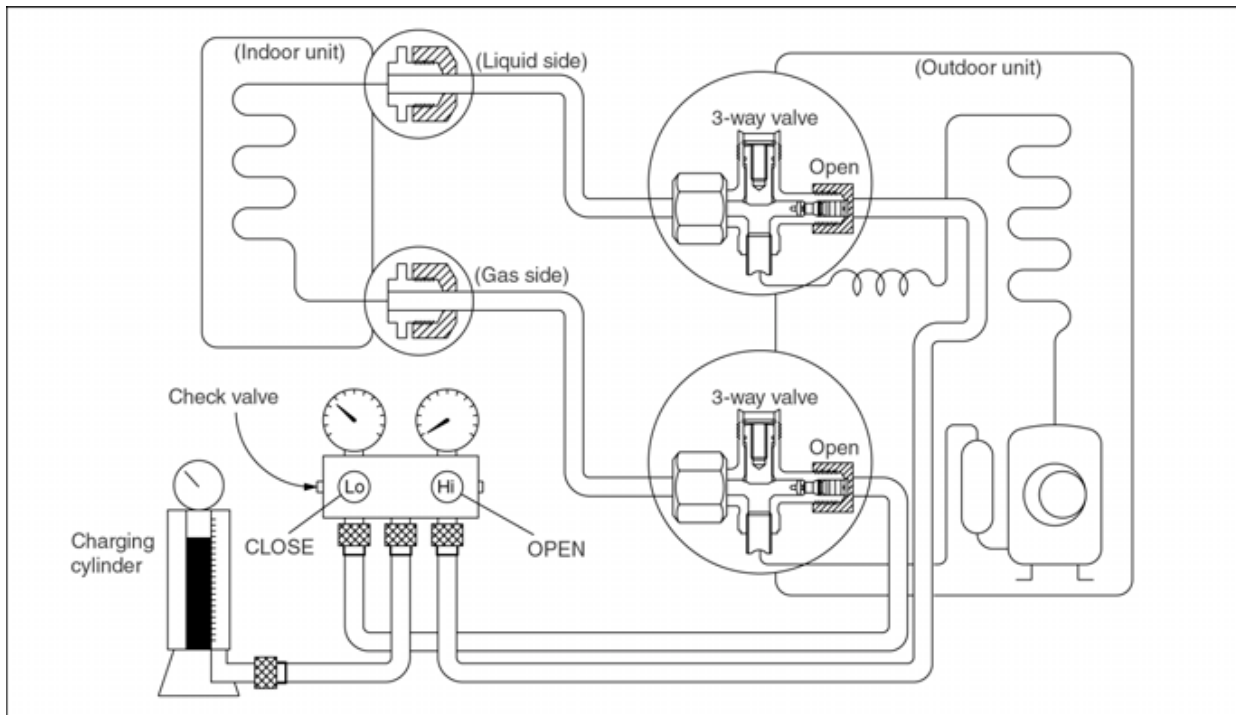 (Indoor unit)
(Liquid side)
(Outdoor unit)
3-way valve
Open
(Gas side)
3-way valve
Open
Check valve
Lo
Hi
CLOSE
OPEN
Charging
cylinder